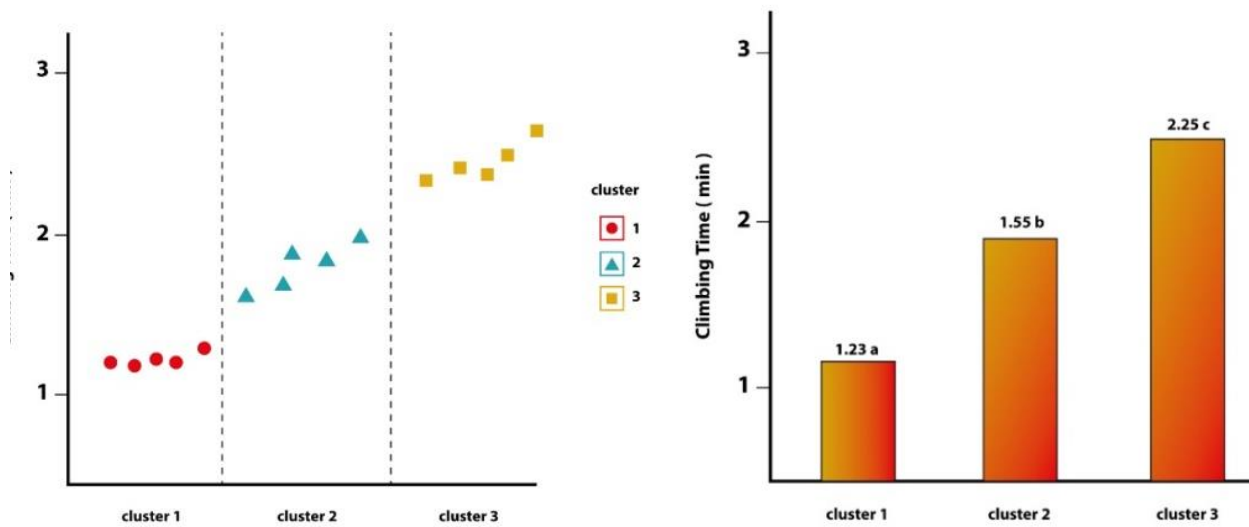 3
2
1
cluster 1
cluster 2
cluster 3
cluster
1
2
3
Climbing Time ( min )
3
2
1
1.23 a
1.55 b
2.25 c
cluster 1
cluster 2
cluster 3